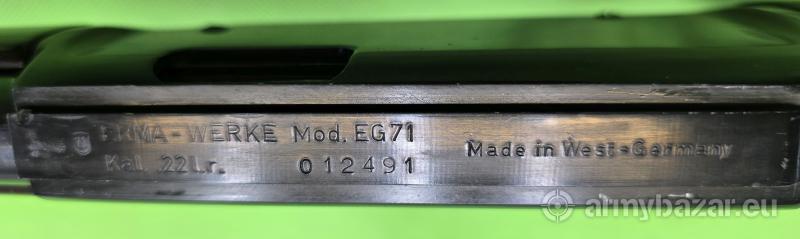 ERMA-WERKE Mod. EG71
Kal. 22 l.r. 012491
Made in West-Germany
armybazar.eu